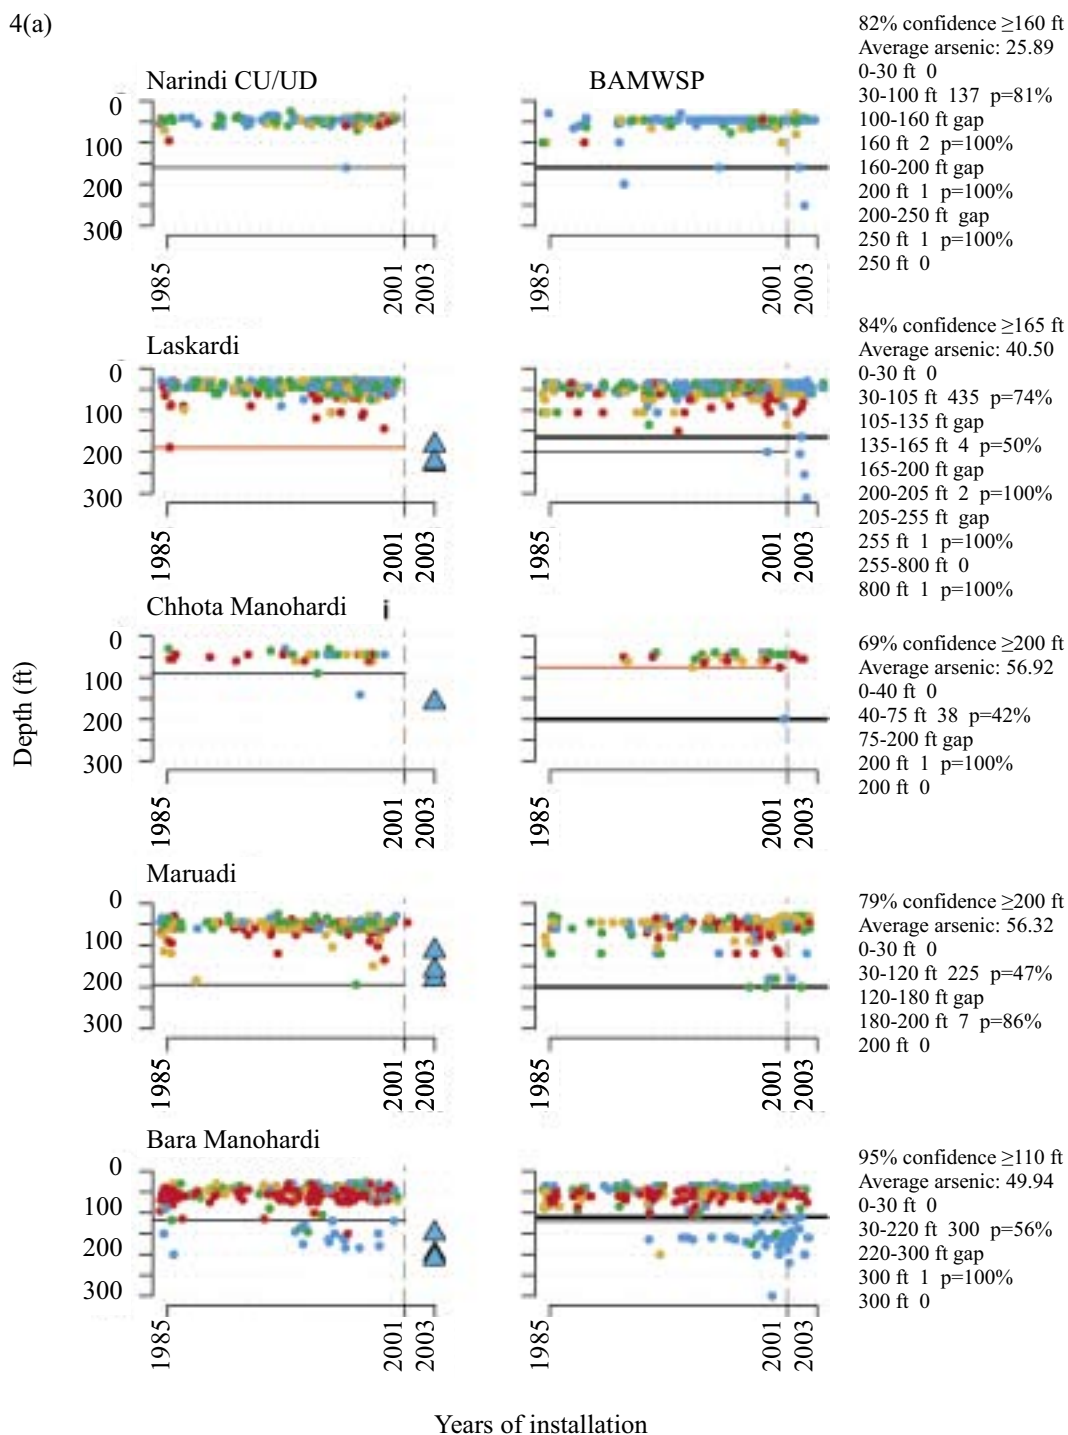 4(a)
Narindi CU/UD
BAMWSP
0
100
200
300
1985
2001
2003
1985
2001
2003
82% confidence ≥160 ft
Average arsenic: 25.89
0-30 ft 0
30-100 ft 137 p=81%
100-160 ft gap
160 ft 2 p=100%
160-200 ft gap
200 ft 1 p=100%
200-250 ft gap
250 ft 1 p=100%
250 ft 0
Laskardi
0
100
200
300
1985
2001
2003
1985
2001
2003
84% confidence ≥165 ft
Average arsenic: 40.50
0-30 ft 0
30-105 ft 435 p=74%
105-135 ft gap
135-165 ft 4 p=50%
165-200 ft gap
200-205 ft 2 p=100%
205-255 ft gap
255 ft 1 p=100%
255-800 ft 0
800 ft 1 p=100%
Chhota Manohardi i
0
100
200
300
1985
2001
2003
1985
2001
2003
69% confidence ≥200 ft
Average arsenic: 56.92
0-40 ft 0
40-75 ft 38 p=42%
75-200 ft gap
200 ft 1 p=100%
200 ft 0
Depth (ft)
Maruadi
0
100
200
300
1985
2001
2003
1985
2001
2003
79% confidence ≥200 ft
Average arsenic: 56.32
0-30 ft 0
30-120 ft 225 p=47%
120-180 ft gap
180-200 ft 7 p=86%
200 ft 0
Bara Manohardi
0
100
200
300
1985
2001
2003
1985
2001
2003
95% confidence ≥110 ft
Average arsenic: 49.94
0-30 ft 0
30-220 ft 300 p=56%
220-300 ft gap
300 ft 1 p=100%
300 ft 0
Years of installation